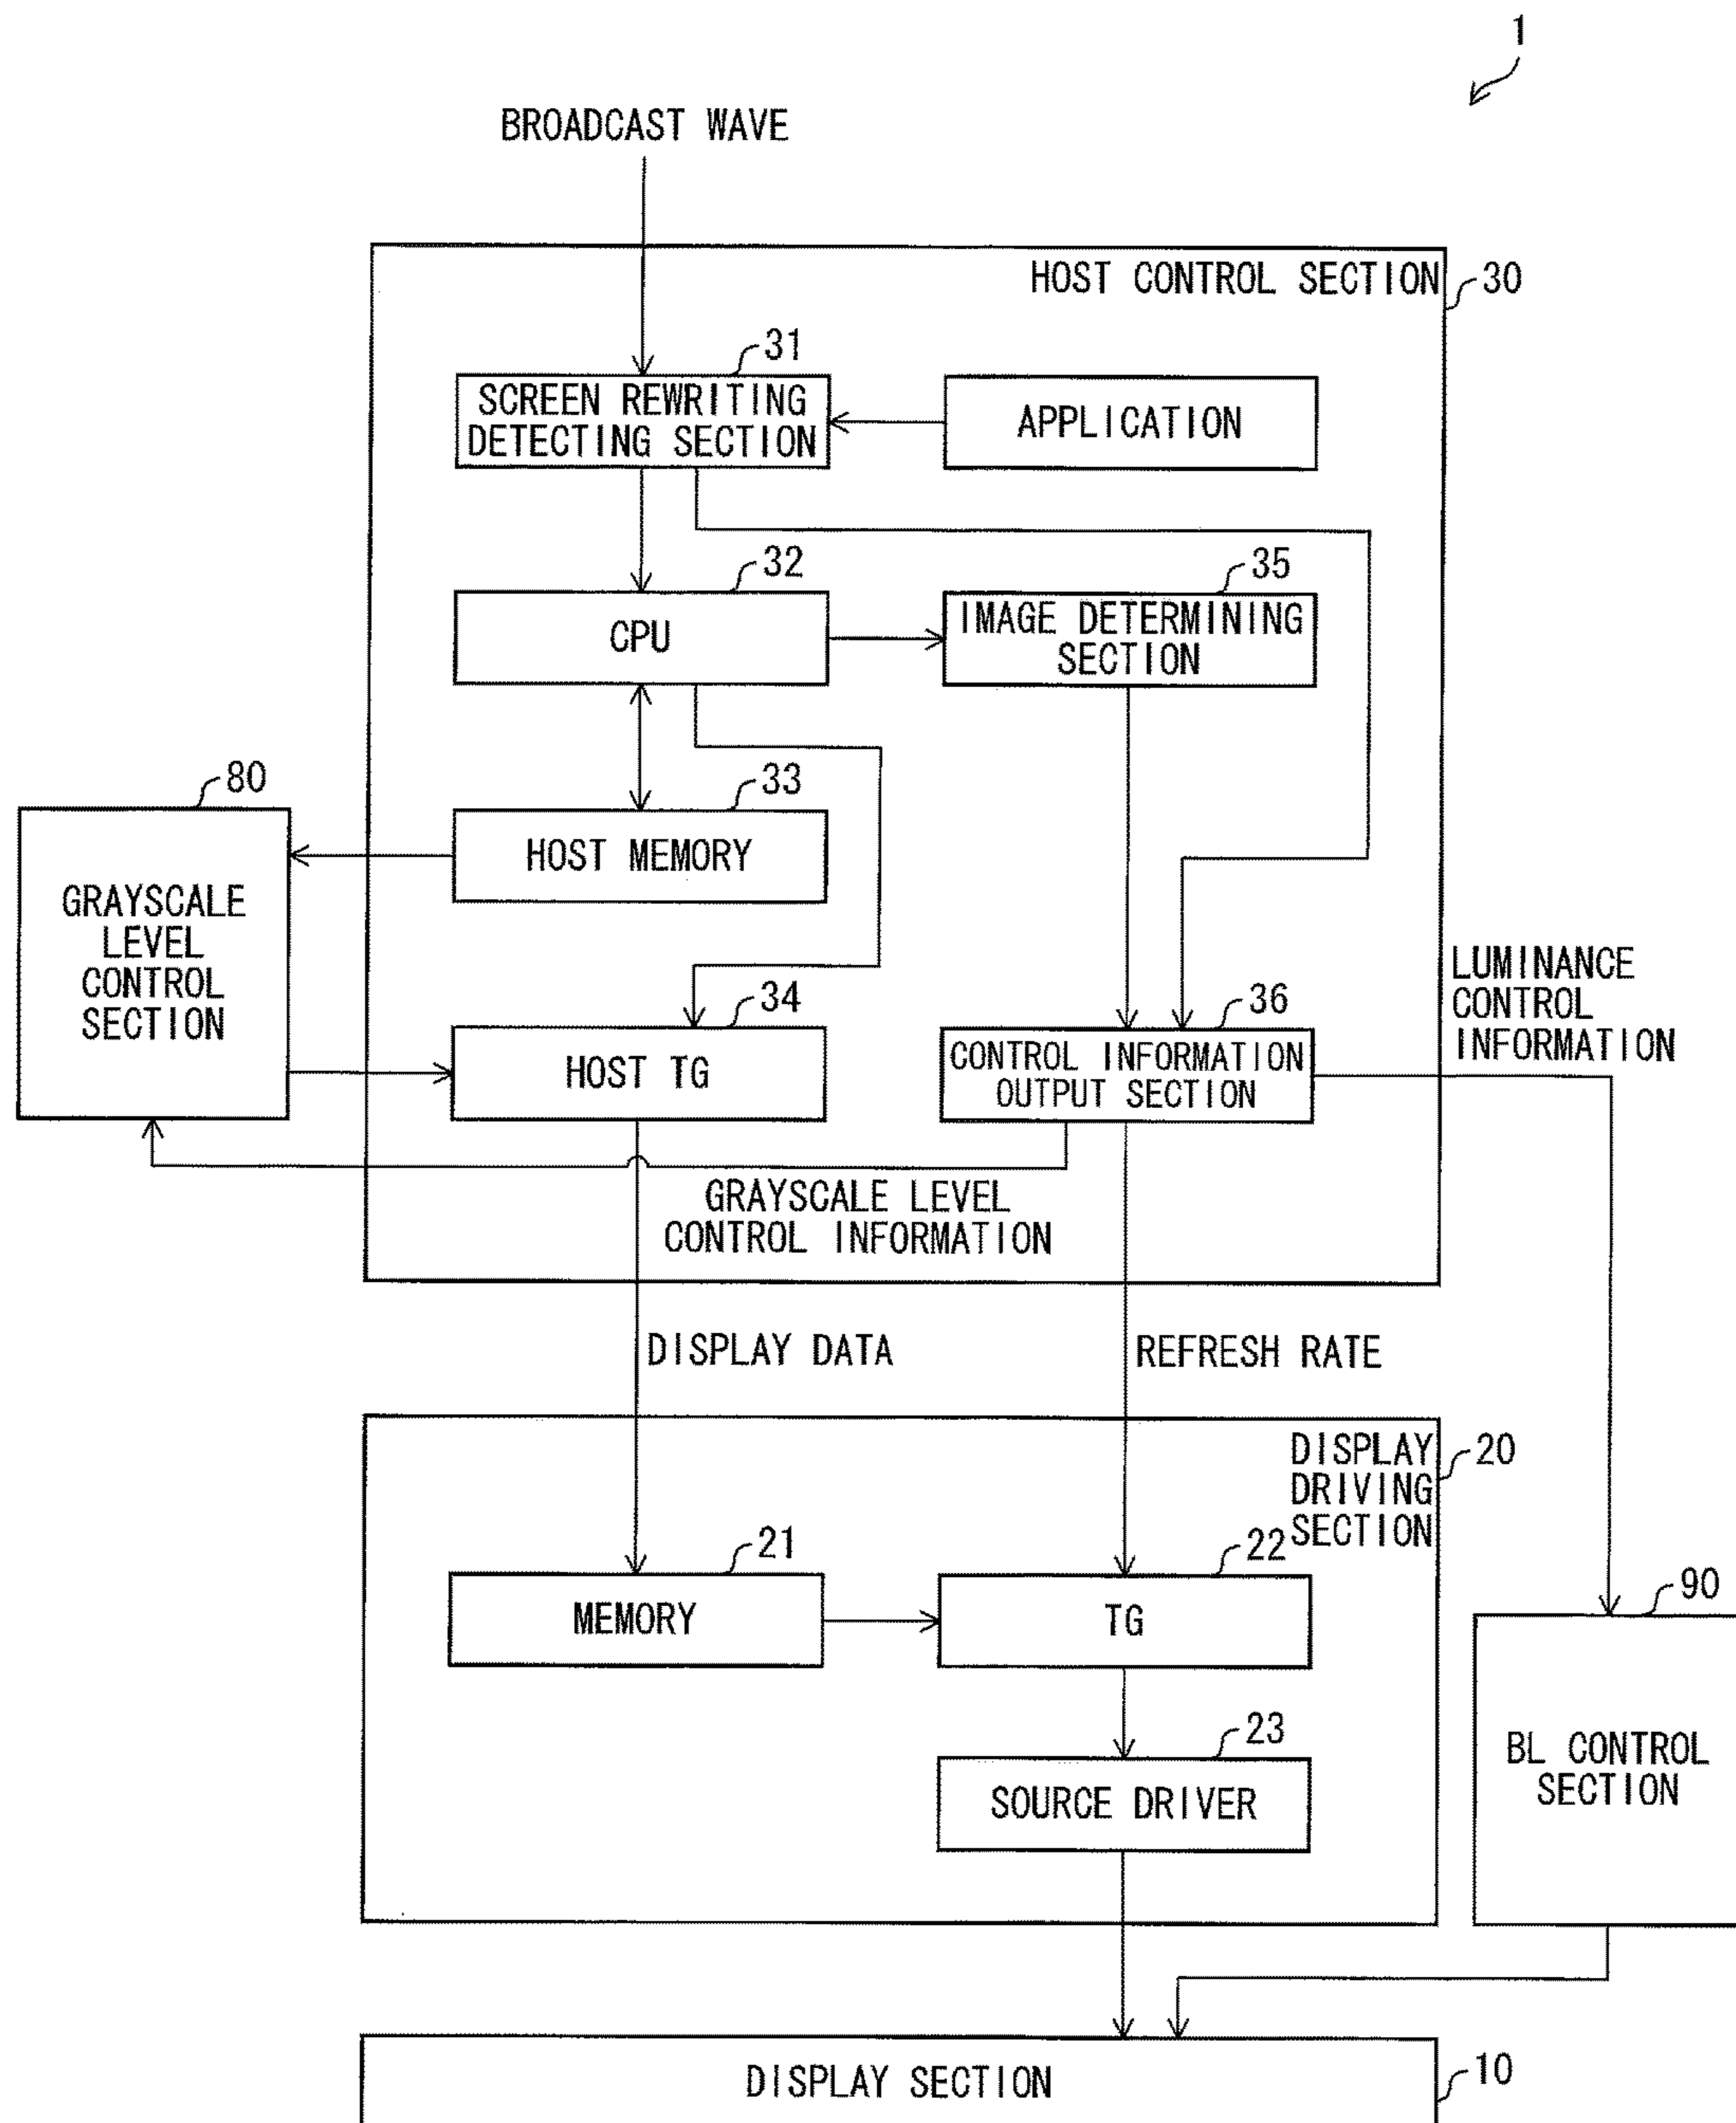 1
BROADCAST WAVE
HOST CONTROL SECTION
30
31
SCREEN REWRITING
DETECTING SECTION
APPLICATION
32
CPU
35
IMAGE DETERMINING
SECTION
80
GRAYSCALE
LEVEL
CONTROL
SECTION
33
HOST MEMORY
34
HOST TG
36
CONTROL INFORMATION
OUTPUT SECTION
LUMINANCE
CONTROL
INFORMATION
GRAYSCALE LEVEL
CONTROL INFORMATION
DISPLAY DATA
REFRESH RATE
DISPLAY
DRIVING
SECTION
20
21
MEMORY
22
TG
23
SOURCE DRIVER
90
BL CONTROL
SECTION
DISPLAY SECTION
10